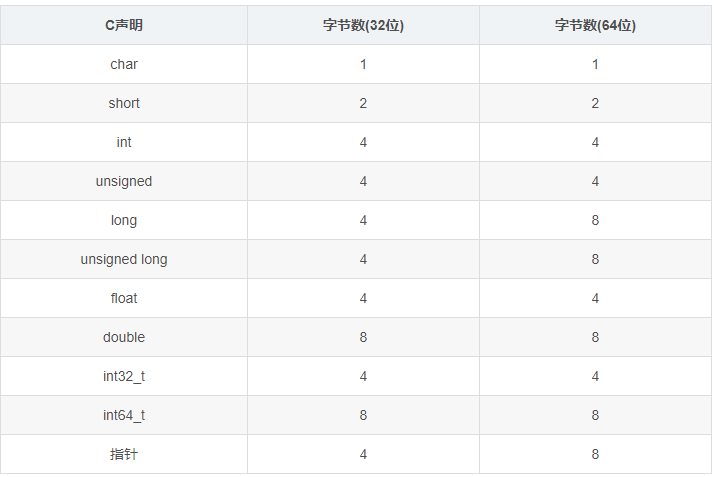 C声明 字节数(32位) 字节数(64位)
char 1 1
short 2 2
int 4 4
unsigned 4 4
long 4 8
unsigned long 4 8
float 4 4
double 8 8
int32_t 4 4
int64_t 8 8
指针 4 8